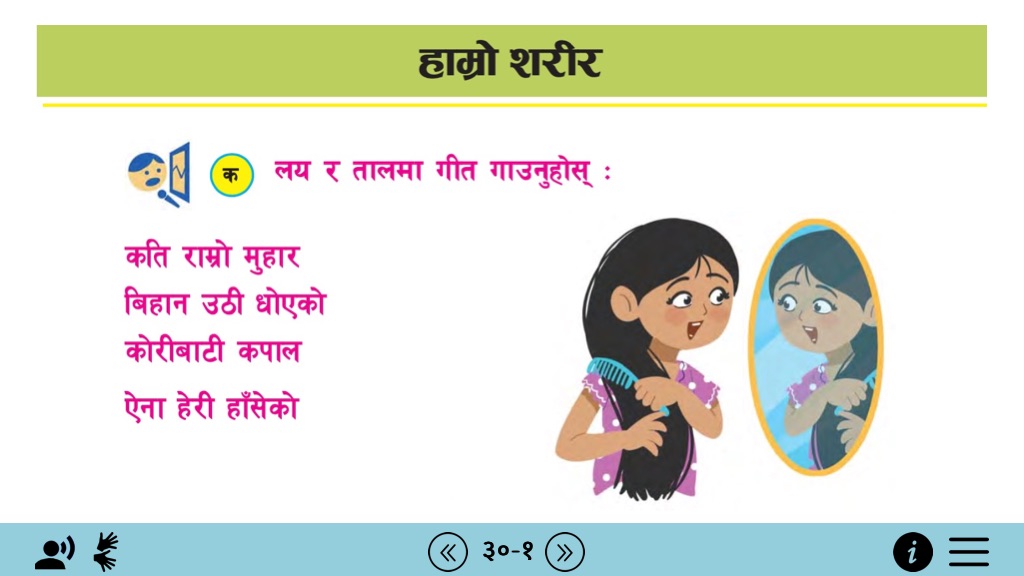 हाम्रो शरीर
क लय र तालमा गीत गाउनुहोस् :
कति राम्रो मुहार
बिहान उठी धोएको
कोरीबाटी कपाल
ऐना हेरी हाँसेको
३०-१